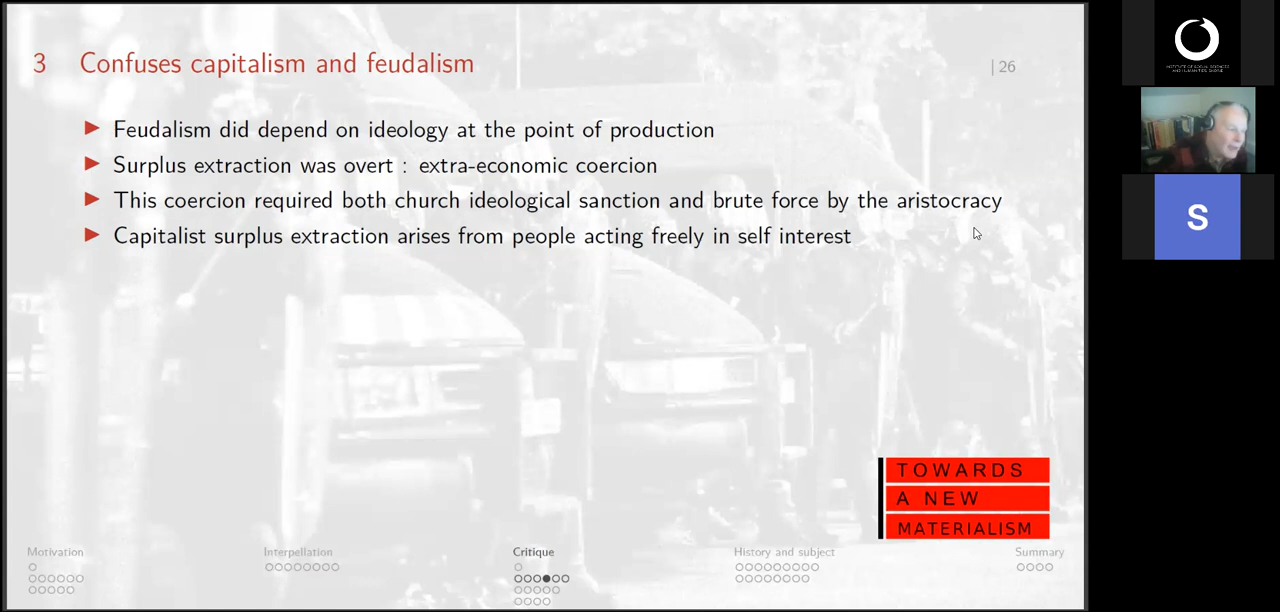 3 Confuses capitalism and feudalism
| 26
Feudalism did depend on ideology at the point of production
Surplus extraction was overt : extra-economic coercion
This coercion required both church ideological sanction and brute force by the aristocracy
Capitalist surplus extraction arises from people acting freely in self interest
TOWARDS
A NEW
MATERIALISM
Motivation
Interpellation
Critique
History and subject
Summary
S